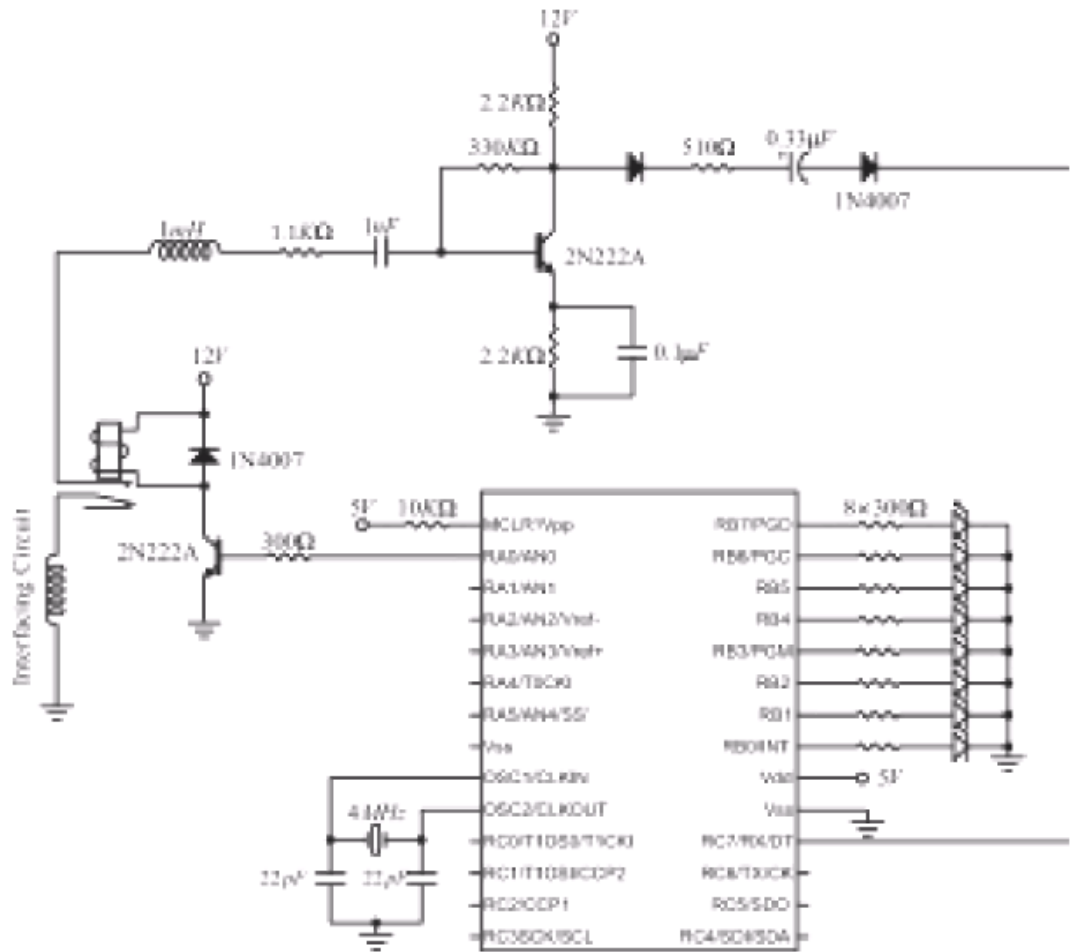 12V
2.2KΩ
330KΩ
510Ω
0.33μF
1N4007
1mH
1.1KΩ
1uF
2N222A
2.2KΩ
0.1μF
12V
1N4007
2N222A
300Ω
5V
10KΩ
Interfacing Circuit
MCLR/Vpp
RA0/AN0
RA1/AN1
RA2/AN2/Vref-
RA3/AN3/Vref+
RA4/T0CKI
RA5/AN4/SS'
Vss
OSC1/CLKIN
OSC2/CLKOUT
RC0/T1OS0/T1CKI
RC1/T1OSI/CCP2
RC2/CCP1
RC3SCK/SCL
RB7/PGD
RB6/PGC
RB5
RB4
RB3/PGM
RB2
RB1
RB0/INT
Vdd
Vss
RC7/RX/DT
RC6/TX/CK
RC5/SDO
RC4/SDI/SDA
8×300Ω
5V
4MHz
22pF
22pF